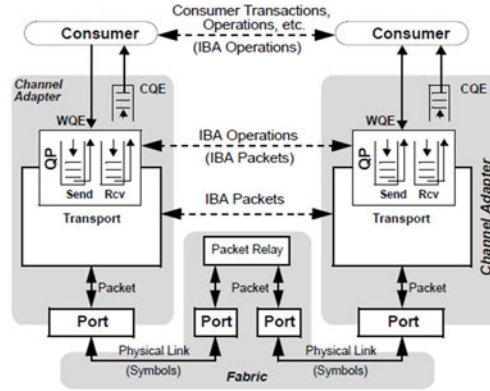 Consumer Transactions,
Operations, etc.
(IBA Operations)
Consumer
Consumer
Channel
Adapter
CQE
CQE
WQE
WQE
QP
Send
Rcv
Transport
IBA Operations
(IBA Packets)
IBA Packets
QP
Send
Rcv
Transport
Channel Adapter
Packet Relay
Packet
Packet
Packet
Packet
Port
Port
Port
Port
Physical Link
(Symbols)
Physical Link
(Symbols)
Fabric